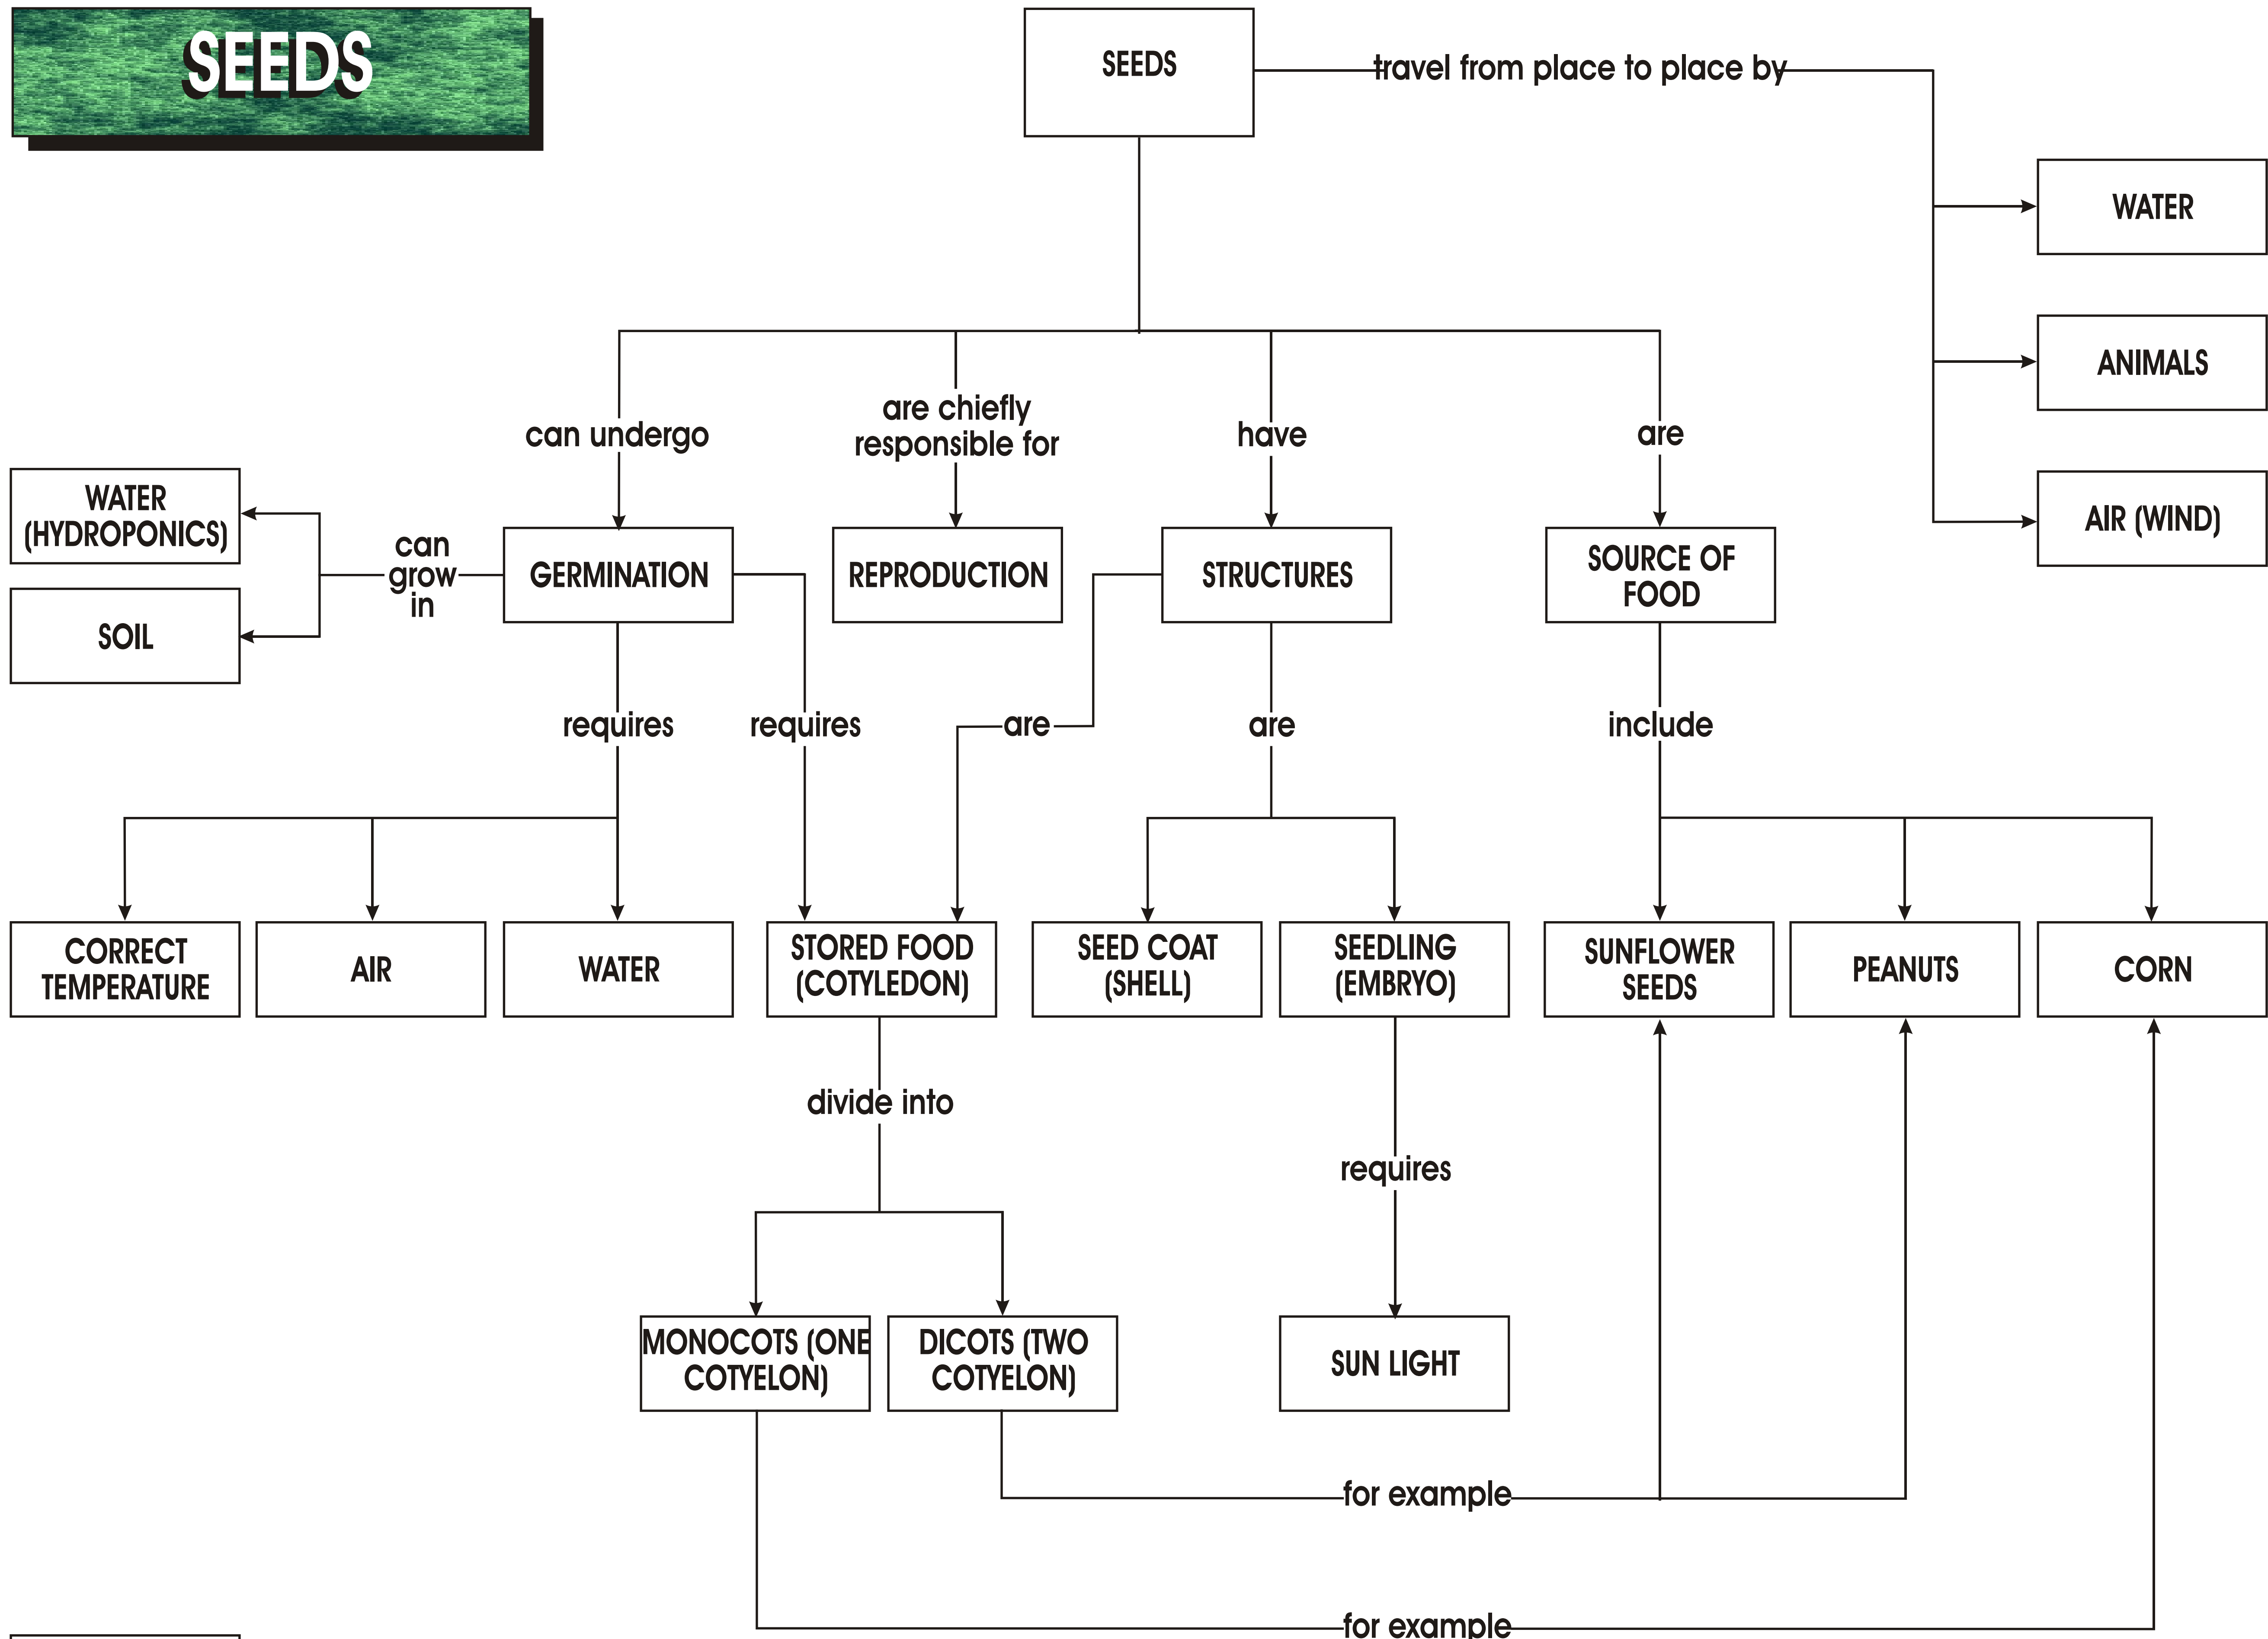 SEEDS
SEEDS
travel from place to place by
WATER
ANIMALS
AIR (WIND)
can undergo
are chiefly
responsible for
have
are
WATER
(HYDROPONICS)
SOIL
can
grow
in
GERMINATION
REPRODUCTION
STRUCTURES
SOURCE OF
FOOD
requires
requires
are
are
include
CORRECT
TEMPERATURE
AIR
WATER
STORED FOOD
(COTYLEDON)
SEED COAT
(SHELL)
SEEDLING
(EMBRYO)
SUNFLOWER
SEEDS
PEANUTS
CORN
divide into
requires
MONOCOTS (ONE
COTYELON)
DICOTS (TWO
COTYELON)
SUN LIGHT
for example
for example